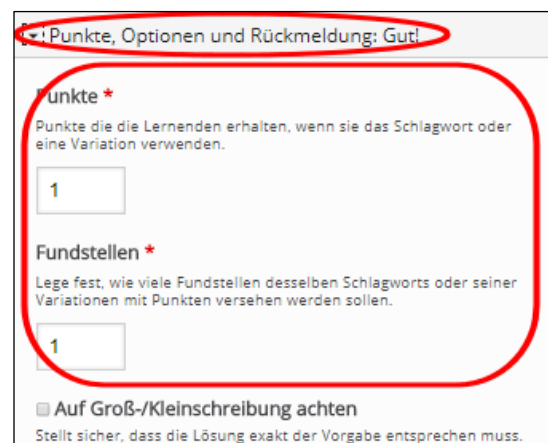 Punkte, Optionen und Rückmeldung: Gut!
Punkte *
Punkte die die Lernenden erhalten, wenn sie das Schlagwort oder
eine Variation verwenden.
1
Fundstellen *
Lege fest, wie viele Fundstellen desselben Schlagworts oder seiner
Variationen mit Punkten versehen werden sollen.
1
Auf Groß-/Kleinschreibung achten
Stellt sicher, dass die Lösung exakt der Vorgabe entsprechen muss.